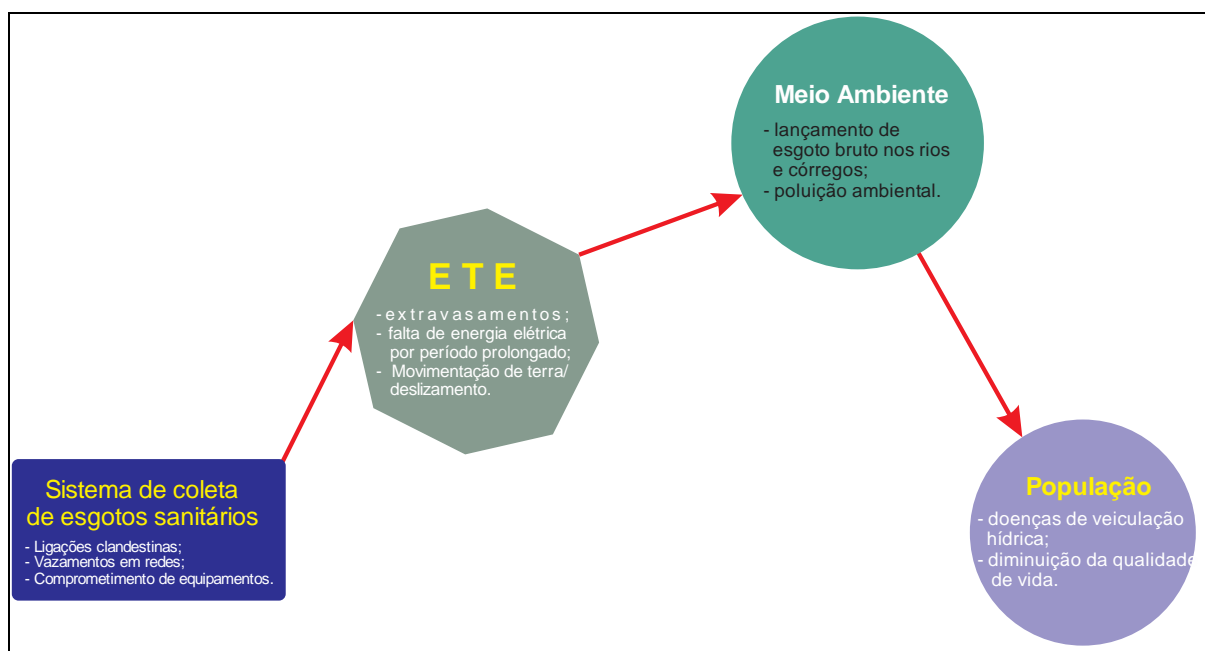 Sistema de coleta
de esgotos sanitários
- Ligações clandestinas;
- Vazamentos em redes;
- Comprometimento de equipamentos.
E T E
- extravasamentos;
- falta de energia elétrica
por período prolongado;
- Movimentação de terra/
deslizamento.
Meio Ambiente
- lançamento de
esgoto bruto nos rios
e córregos;
- poluição ambiental.
População
- doenças de veiculação
hídrica;
- diminuição da qualidade
de vida.